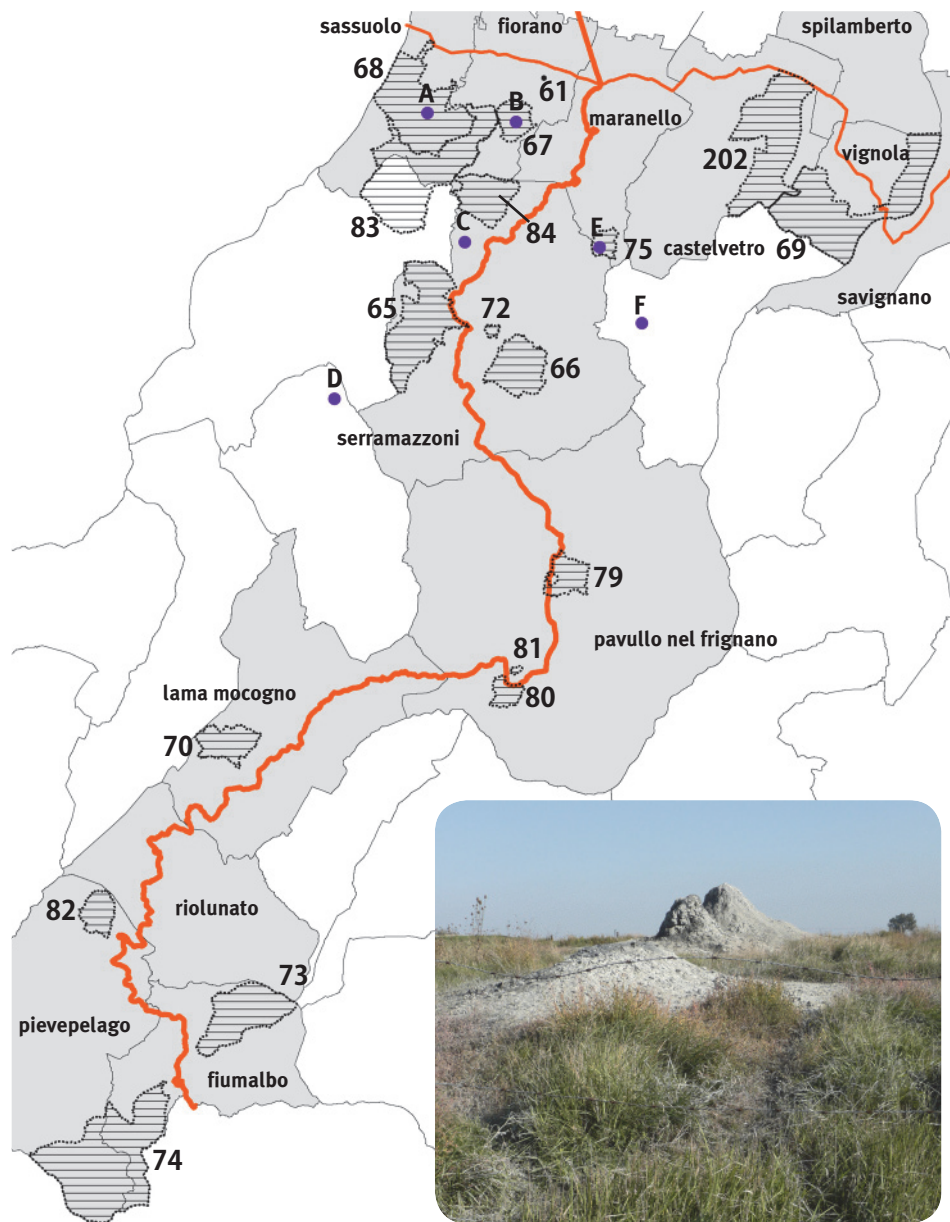 sassuolo
fiorano
spilamberto
68
A
B
61
maranello
67
202
vignola
83
C
84
E
75
castelvetro
69
65
72
F
savignano
66
D
serramazzoni
79
pavullo nel frignano
81
80
lama mocogno
70
82
riolunato
73
pievepelago
fiumalbo
74